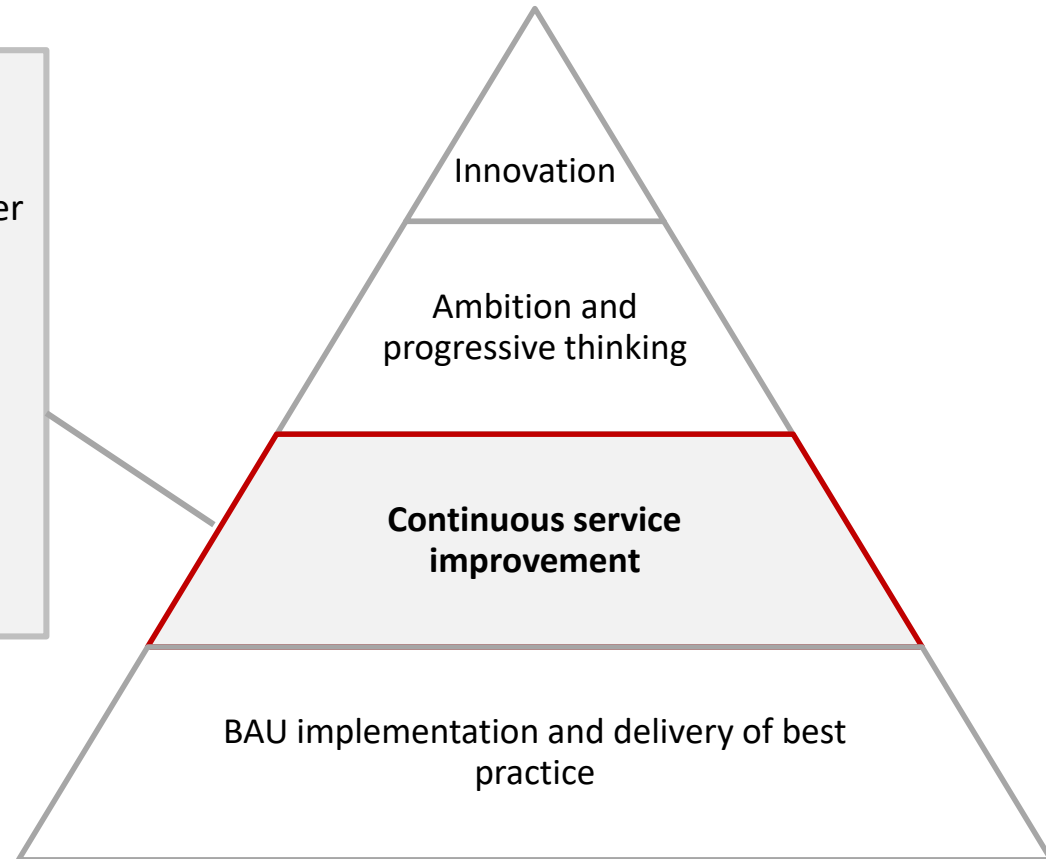 er
Innovation
Ambition and
progressive thinking
Continuous service
improvement
BAU implementation and delivery of best
practice